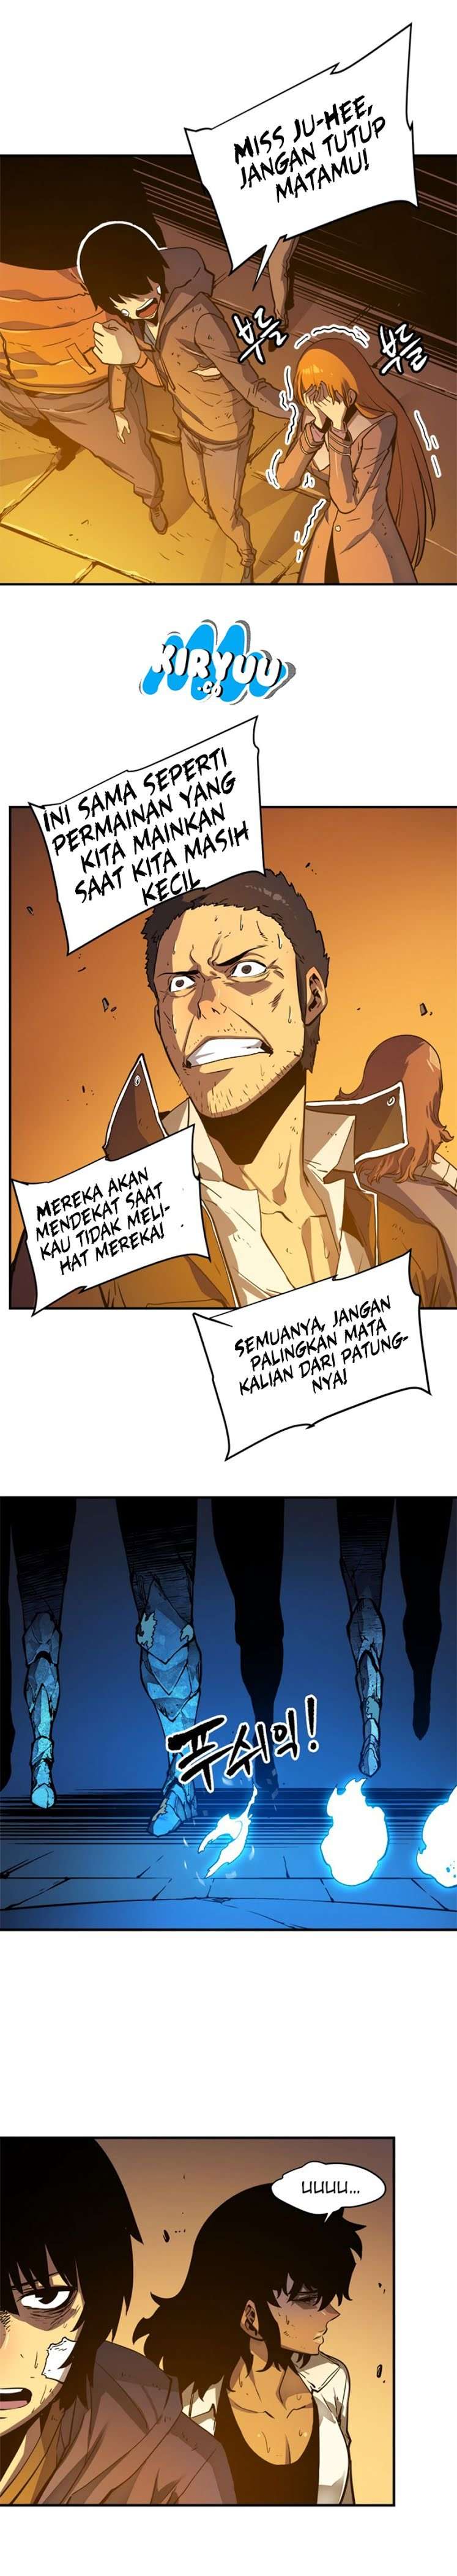 MISS JU-HEE,
JANGAN TUTUP
MATAMU!
부들
부들
KIRYUU
.CO
INI SAMA SEPERTI
PERMAINAN YANG
KITA MAINKAN
SAAT KITA MASIH
KECIL
MEREKA AKAN
MENDEKAT SAAT
KAU TIDAK MELI-
HAT MEREKA!
SEMUANYA, JANGAN
PALINGKAN MATA
KALIAN DARI PATUNG-
NYA!
푸쉬익!
UUUU...